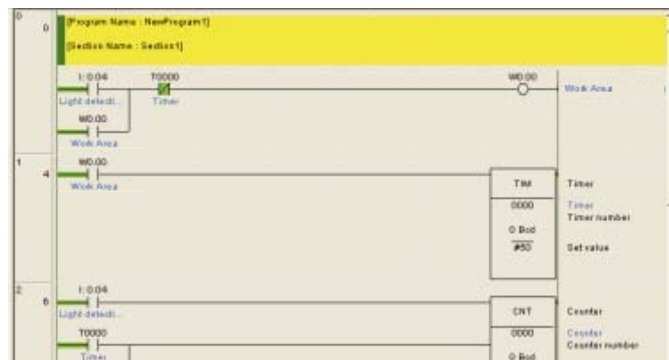 0
0
[Program Name : NewProgram1]
[Section Name : Section1]
I: 0.04 T0000 W0.00
Light detecti... Timer Work Area
W0.00
Work Area
1
4
W0.00
Work Area
TIM Timer
0000 Timer
Timer number
0 Bcd
#50 Set value
2
6
I: 0.04
Light detecti...
CNT Counter
T0000 0000 Counter
Counter number
Timer 0 Bcd